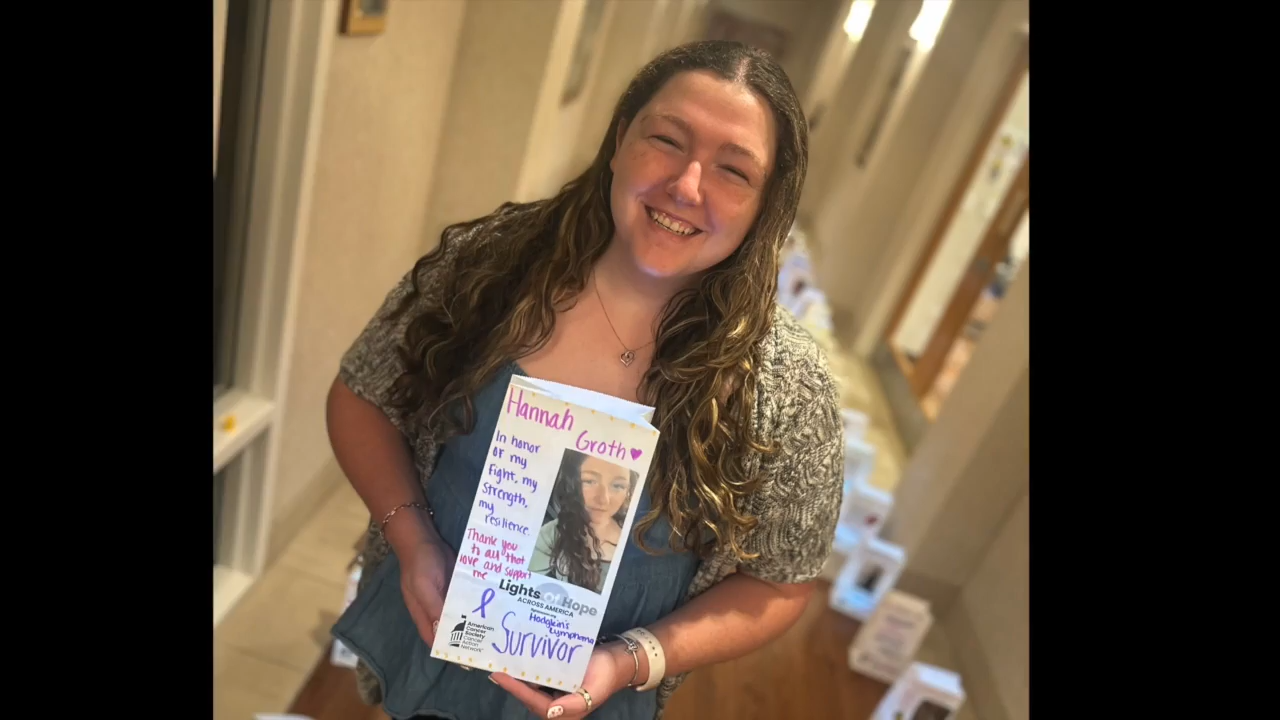 Hannah
Groth
In honor
of my
Fight, my
strength,
my
resilience.
Thank you
to all that
love and support
me
Lights of Hope
ACROSS AMERICA
Hodgkin's
Lymphoma
Survivor
American
Cancer
Society
Cancer
Action
Network